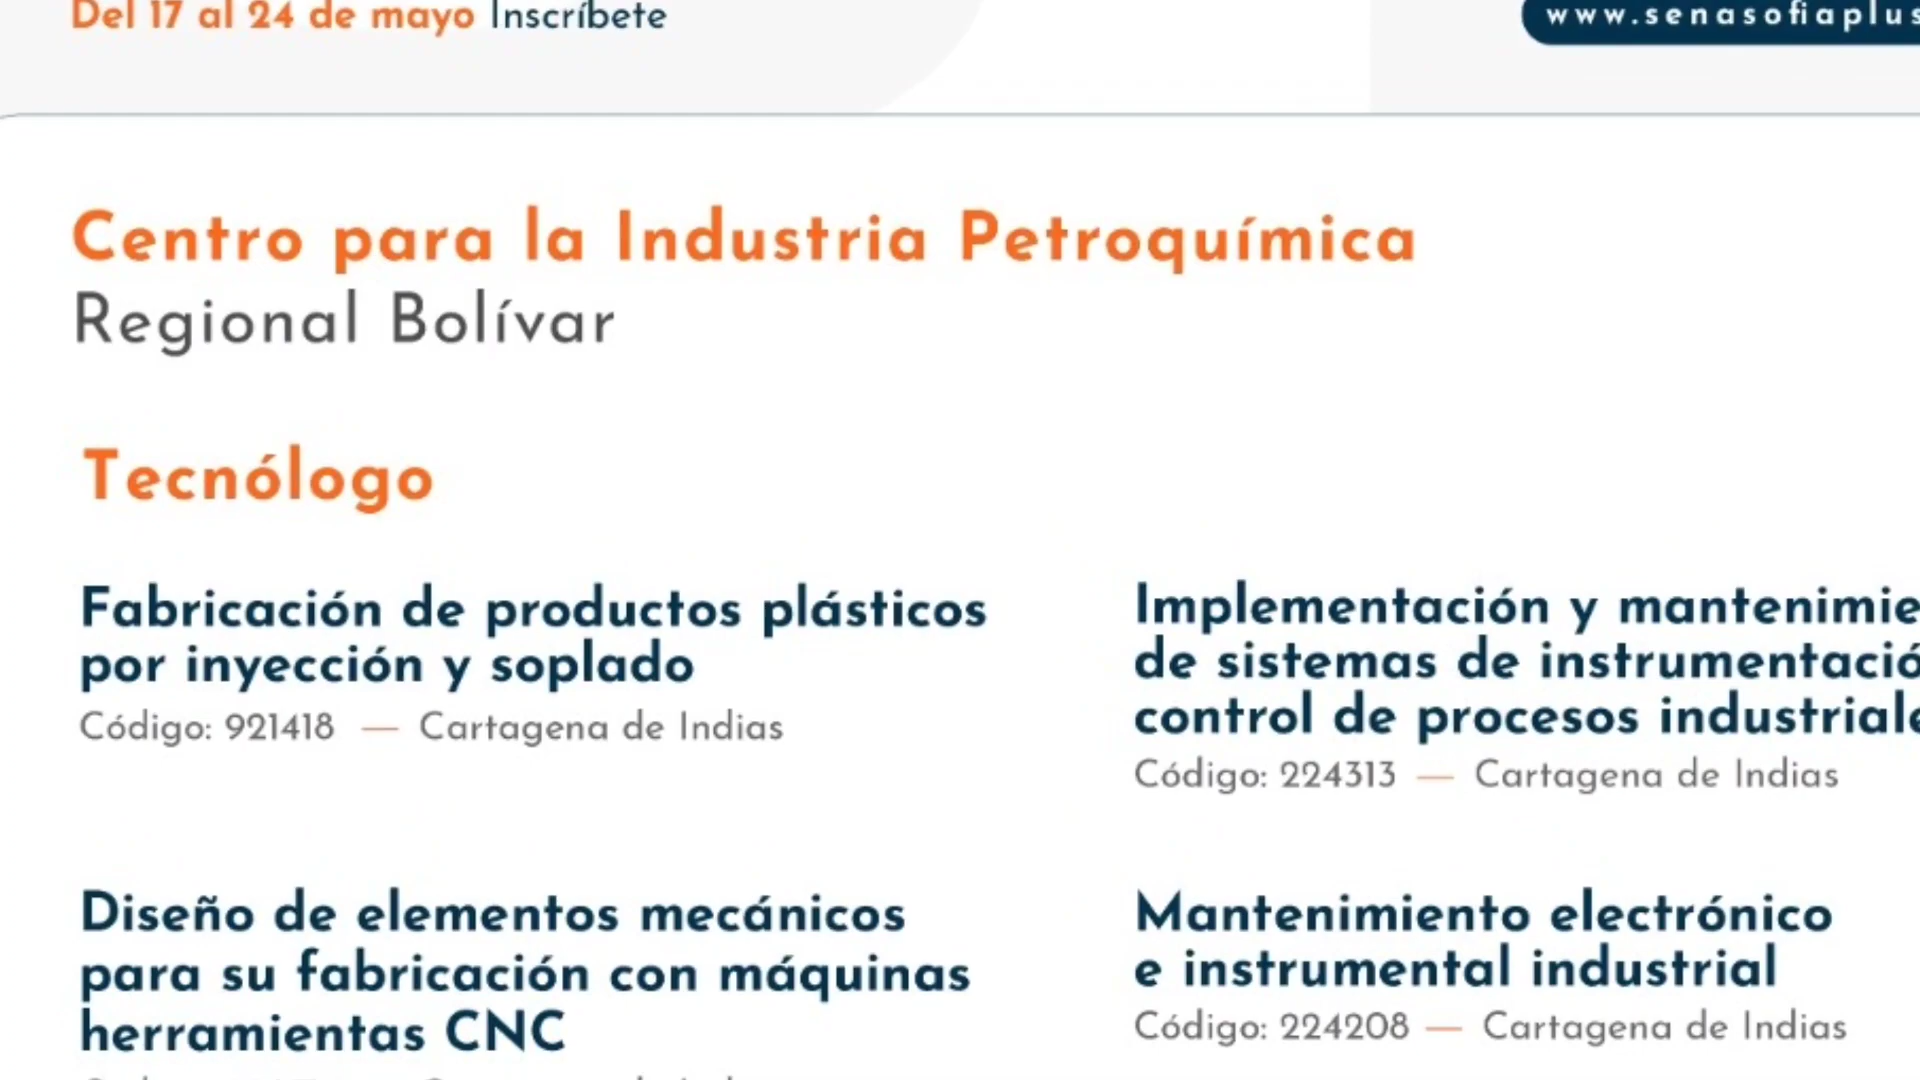 Del 17 al 24 de mayo Inscríbete
www.senasofiaplus
Centro para la Industria Petroquímica
Regional Bolívar
Tecnólogo
Fabricación de productos plásticos
por inyección y soplado
Código: 921418 — Cartagena de Indias
Implementación y mantenimie
de sistemas de instrumentació
control de procesos industriale
Código: 224313 — Cartagena de Indias
Diseño de elementos mecánicos
para su fabricación con máquinas
herramientas CNC
Mantenimiento electrónico
e instrumental industrial
Código: 224208 — Cartagena de Indias